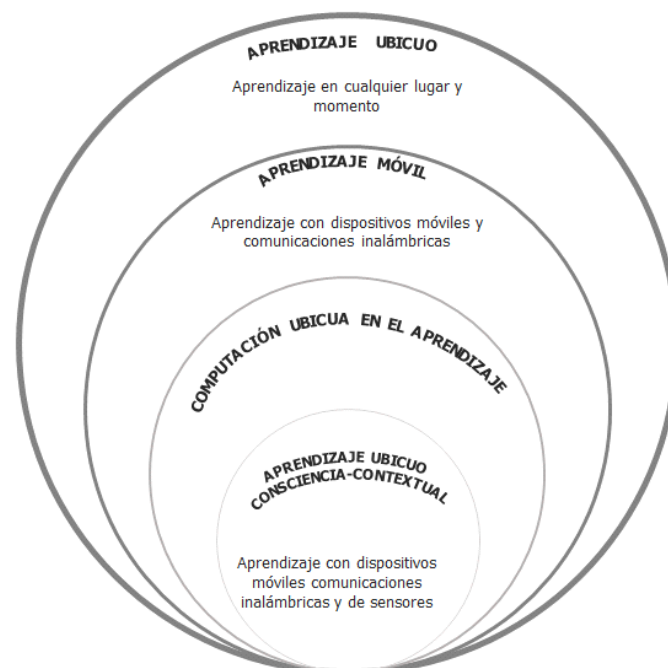 APRENDIZAJE UBICUO
Aprendizaje en cualquier lugar y
momento
APRENDIZAJE MÓVIL
Aprendizaje con dispositivos móviles y
comunicaciones inalámbricas
COMPUTACIÓN UBICUA EN EL APRENDIZAJE
APRENDIZAJE UBICUO
CONSCIENCIA-CONTEXTUAL
Aprendizaje con dispositivos
móviles comunicaciones
inalámbricas y de sensores